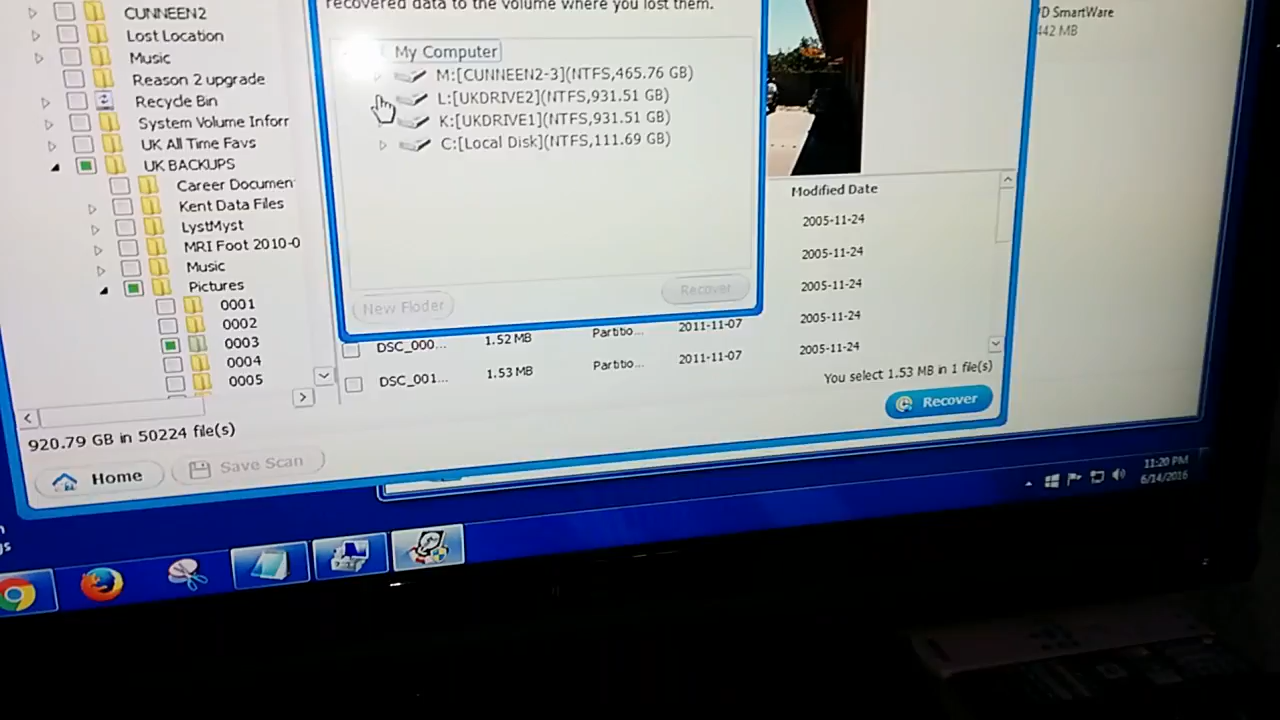 recovered data to the volume where you lost them.
My Computer
M:[CUNNEEN2-3](NTFS,465.76 GB)
L:[UKDRIVE2](NTFS,931.51 GB)
K:[UKDRIVE1](NTFS,931.51 GB)
C:[Local Disk](NTFS,111.69 GB)
New Floder
Recover
CUNNEEN2
Lost Location
Music
Reason 2 upgrade
Recycle Bin
System Volume Inforr
UK All Time Favs
UK BACKUPS
Career Documen
Kent Data Files
LystMyst
MRI Foot 2010-0
Music
Pictures
0001
0002
0003
0004
0005
D SmartWare
442 MB
Modified Date
2005-11-24
2005-11-24
2005-11-24
2005-11-24
DSC_000... 1.52 MB Partitio... 2011-11-07 2005-11-24
DSC_001... 1.53 MB Partitio... 2011-11-07
You select 1.53 MB in 1 file(s)
Recover
920.79 GB in 50224 file(s)
Home
Save Scan
11:20 PM
6/14/2016